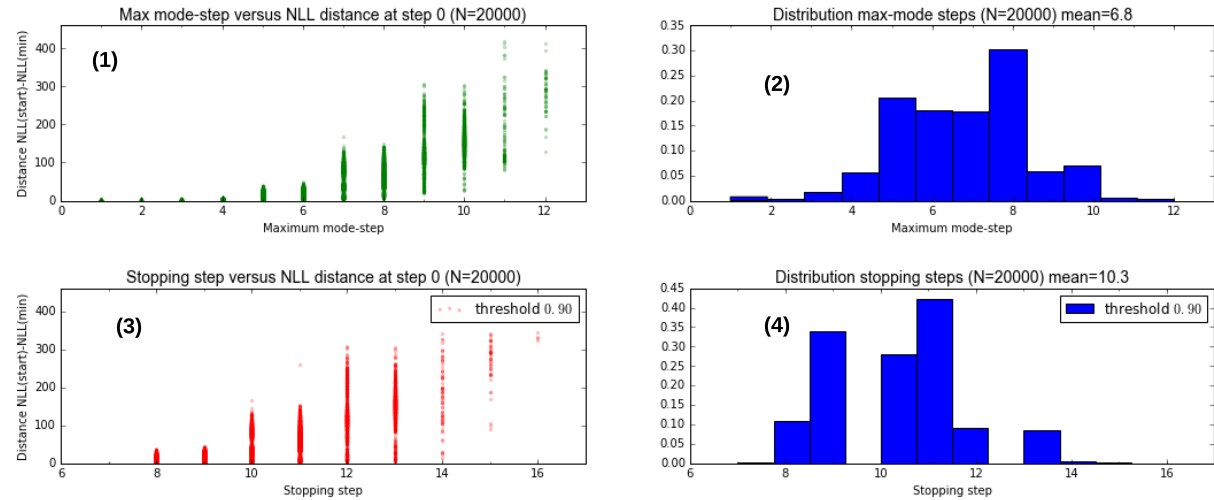 Max mode-step versus NLL distance at step 0 (N=20000)
Distance NLL(start)-NLL(min)
400
300
200
100
0
(1)
0 2 4 6 8 10 12
Maximum mode-step
Distribution max-mode steps (N=20000) mean=6.8
0.35
0.30
0.25
0.20
0.15
0.10
0.05
0.00
(2)
0 2 4 6 8 10 12
Maximum mode-step
Stopping step versus NLL distance at step 0 (N=20000)
Distance NLL(start)-NLL(min)
400
300
200
100
0
(3)
threshold 0.90
6 8 10 12 14 16
Stopping step
Distribution stopping steps (N=20000) mean=10.3
0.45
0.40
0.35
0.30
0.25
0.20
0.15
0.10
0.05
0.00
(4)
threshold 0.90
6 8 10 12 14 16
Stopping step